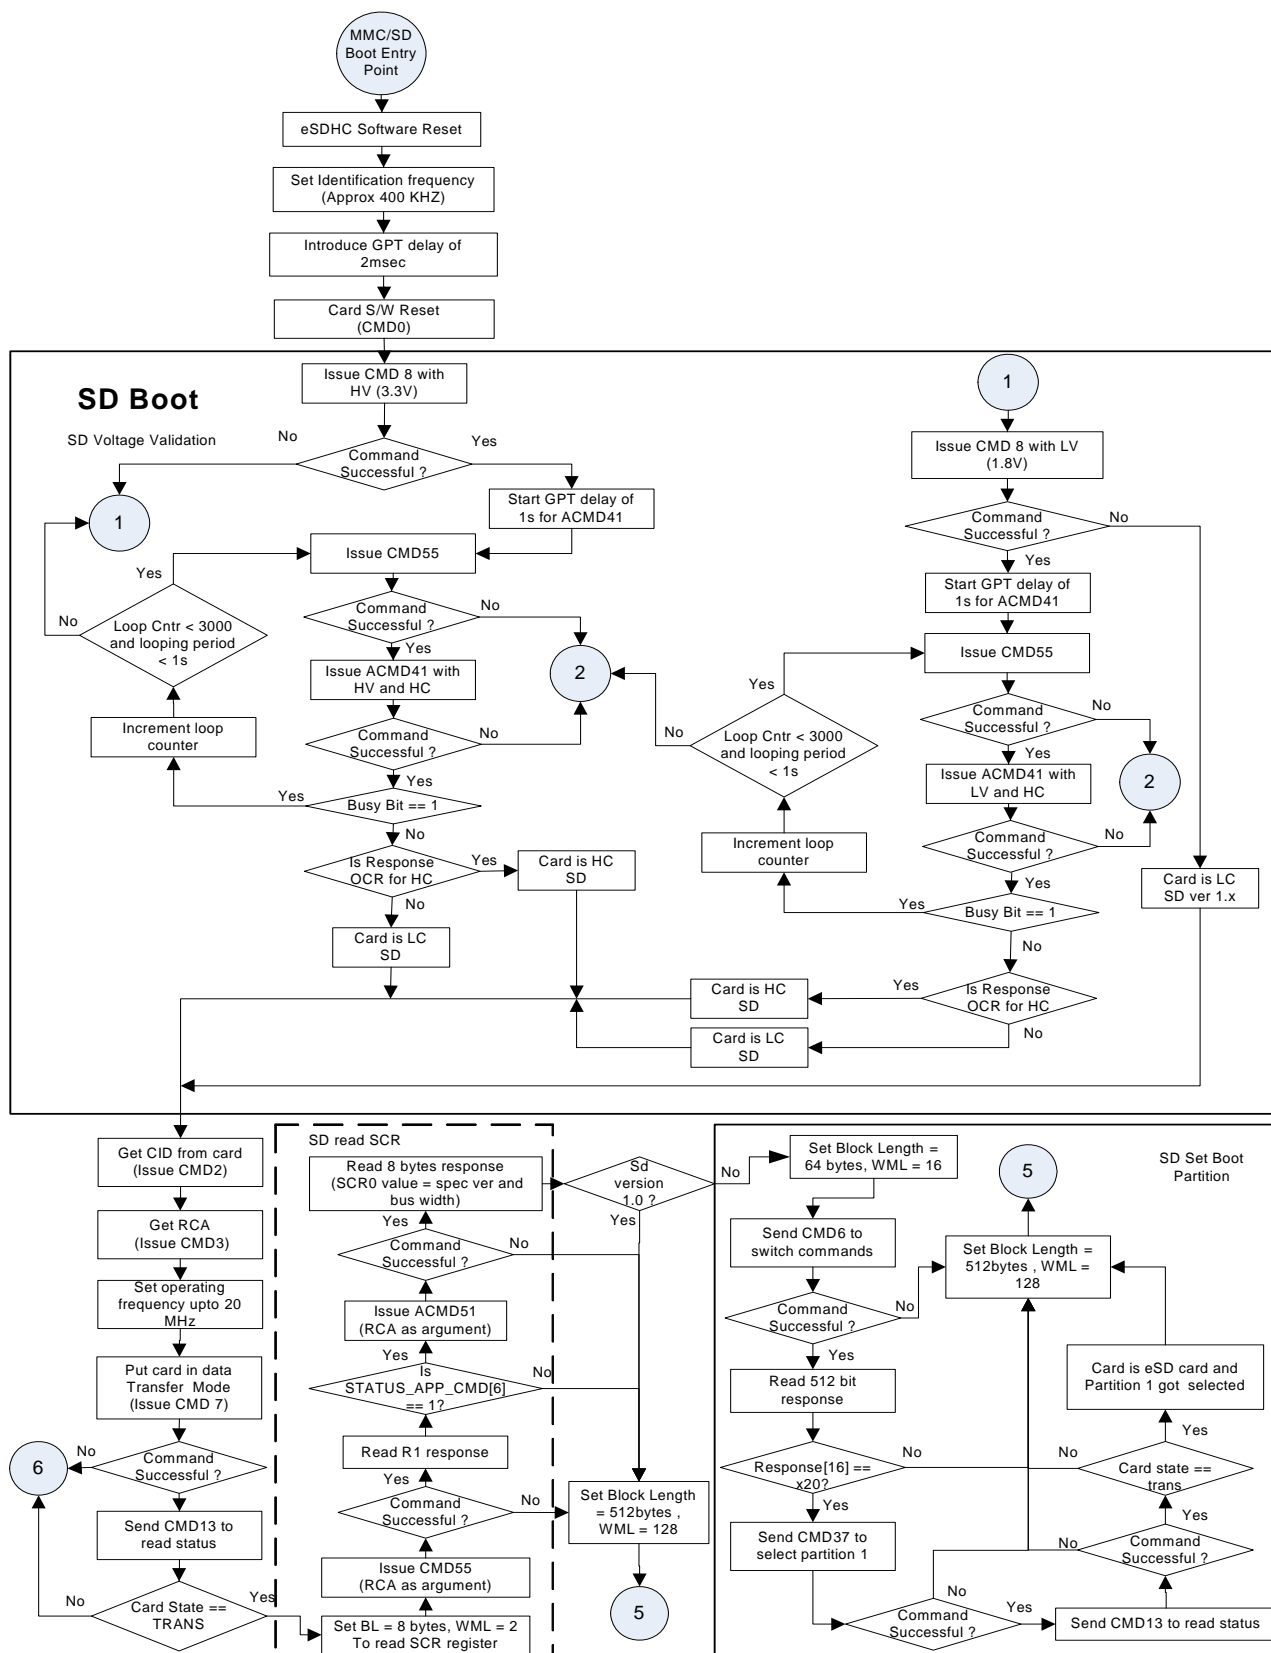 MMC/SD
Boot Entry
Point
eSDHC Software Reset
Set Identification frequency
(Approx 400 KHZ)
Introduce GPT delay of
2msec
Card S/W Reset
(CMD0)
SD Boot
SD Voltage Validation
Issue CMD 8 with
HV (3.3V)
No
Yes
Command
Successful ?
1
Start GPT delay of
1s for ACMD41
Issue CMD55
Yes
No
Loop Cntr < 3000
and looping period
< 1s
Command
Successful ?
No
Yes
Issue ACMD41 with
HV and HC
2
Increment loop
counter
Command
Successful ?
No
Yes
Yes
Busy Bit == 1
No
Is Response
OCR for HC
Yes
Card is HC
SD
No
Card is LC
SD
1
Issue CMD 8 with LV
(1.8V)
Command
Successful ?
No
Yes
Start GPT delay of
1s for ACMD41
Issue CMD55
Yes
No
Loop Cntr < 3000
and looping period
< 1s
Command
Successful ?
No
Yes
Issue ACMD41 with
LV and HC
2
Increment loop
counter
Command
Successful ?
No
Yes
Yes
Busy Bit == 1
No
Card is LC
SD ver 1.x
Is Response
OCR for HC
Yes
Card is HC
SD
No
Card is LC
SD
Get CID from card
(Issue CMD2)
Get RCA
(Issue CMD3)
Set operating
frequency upto 20
MHz
Put card in data
Transfer Mode
(Issue CMD 7)
6
No
Command
Successful ?
Yes
Send CMD13 to
read status
No
Card State ==
TRANS
Yes
SD read SCR
Read 8 bytes response
(SCR0 value = spec ver and
bus width)
Yes
Command
Successful ?
No
Issue ACMD51
(RCA as argument)
Yes
Is
STATUS_APP_CMD[6]
== 1?
No
Read R1 response
Yes
Command
Successful ?
No
Issue CMD55
(RCA as argument)
Set BL = 8 bytes, WML = 2
To read SCR register
Sd
version
1.0 ?
No
Yes
Set Block Length
= 512bytes ,
WML = 128
5
SD Set Boot
Partition
Set Block Length =
64 bytes, WML = 16
5
Send CMD6 to
switch commands
Set Block Length =
512bytes , WML =
128
Command
Successful ?
No
Yes
Read 512 bit
response
Card is eSD card and
Partition 1 got selected
Yes
Response[16] ==
x20?
No
No
Card state ==
trans
Yes
Yes
Send CMD37 to
select partition 1
No
Command
Successful ?
No
Command
Successful ?
Yes
Send CMD13 to read status